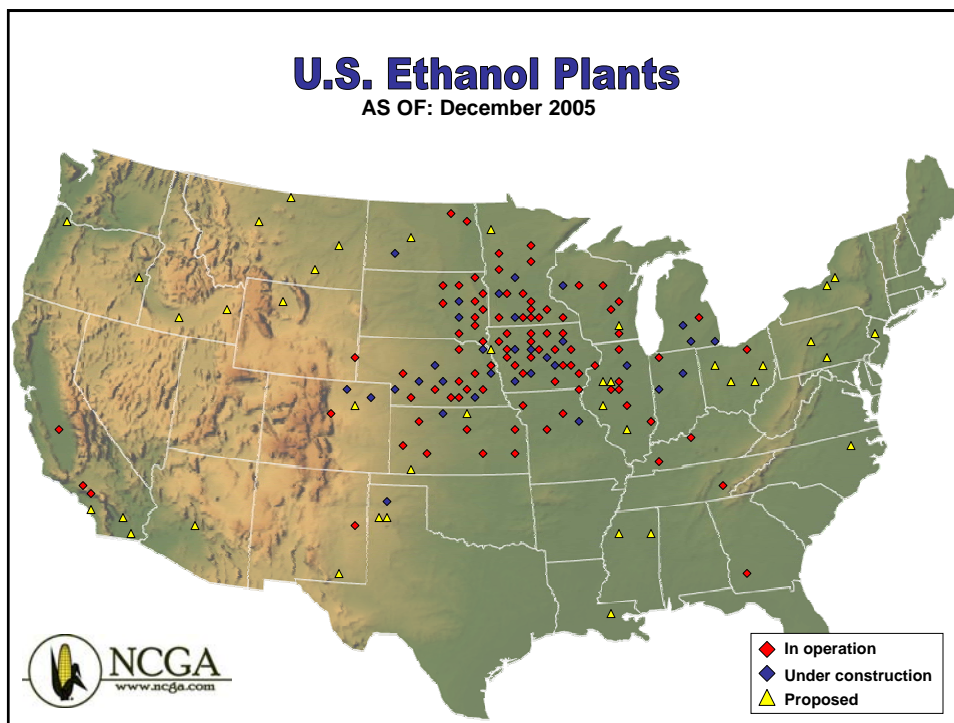 U.S. Ethanol Plants
AS OF: December 2005
NCGA
www.ncga.com
In operation
Under construction
Proposed